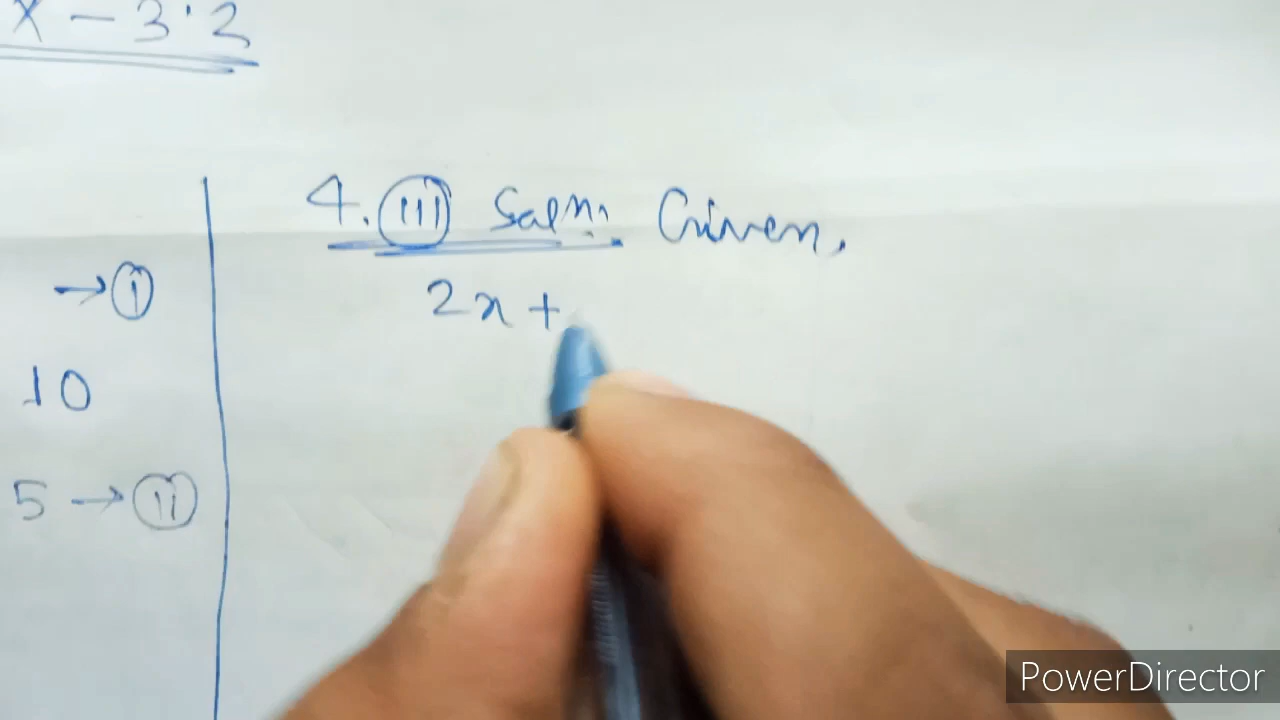 X - 3.2
→ (i)
10
5 → (ii)
4. (iii) Soln. Given,
2x +
PowerDirector